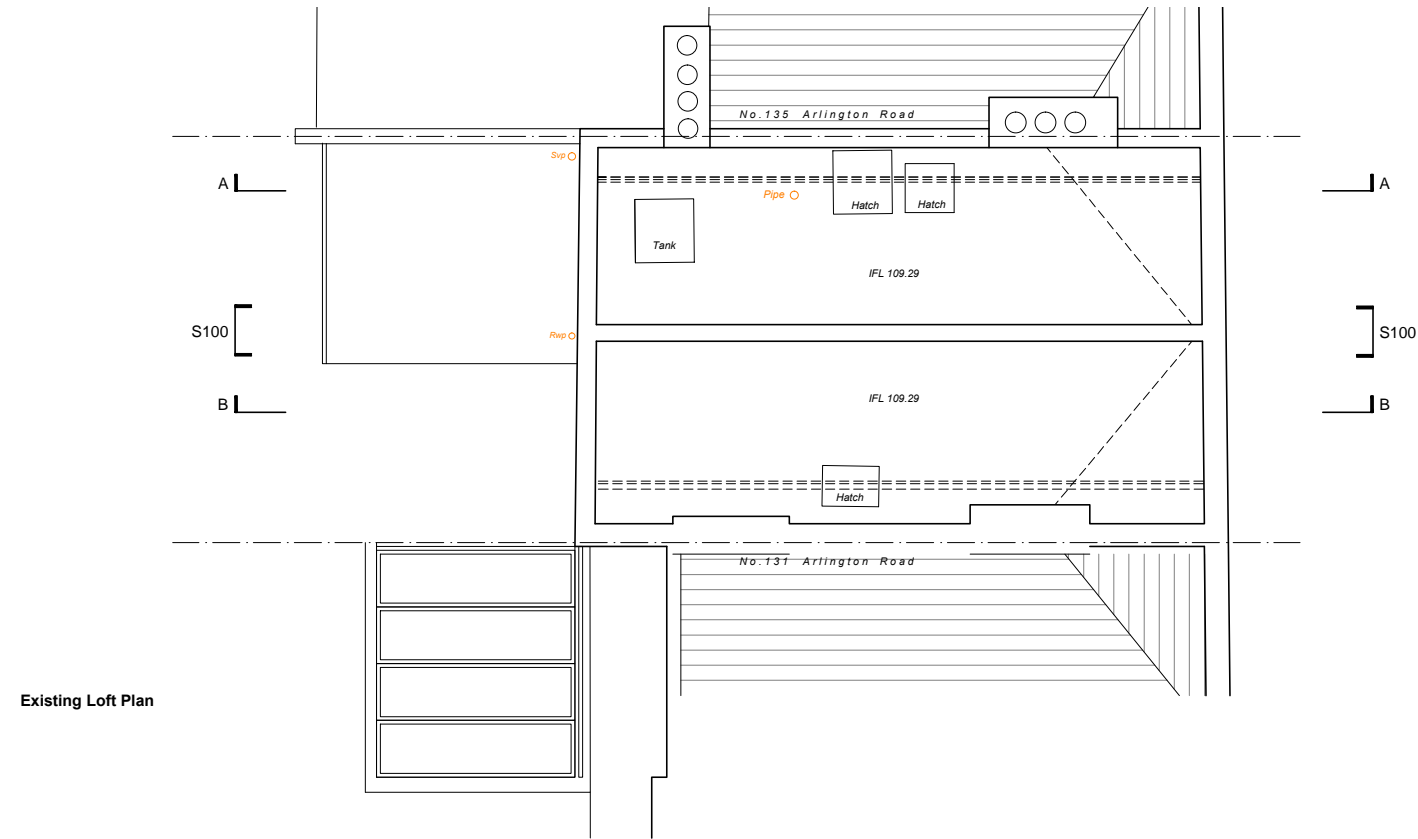 No.135 Arlington Road
Svp
A
A
Pipe
Hatch
Hatch
Tank
IFL 109.29
S100
S100
Rwp
IFL 109.29
B
B
Hatch
No.131 Arlington Road
Existing Loft Plan